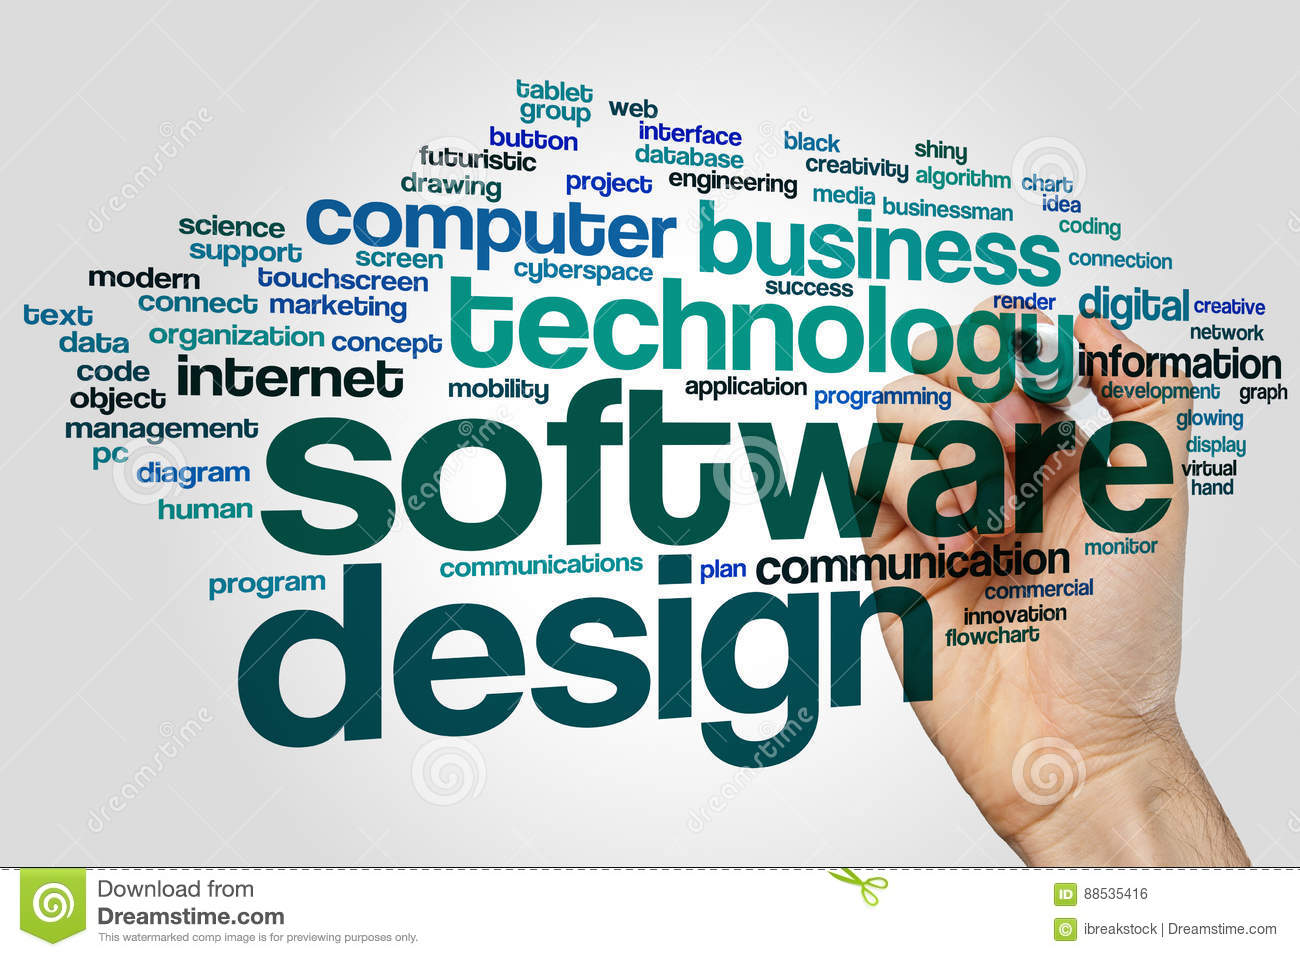 tablet
group
web
button
interface
black
shiny
futuristic
database
creativity
algorithm
chart
drawing
project
engineering
media
businessman
idea
science
computer
business
coding
support
screen
cyberspace
connection
modern
touchscreen
success
render
digital
creative
text
connect
marketing
technology
network
data
organization
concept
information
code
internet
mobility
application
programming
development
graph
object
software
glowing
management
display
pc
diagram
virtual
hand
human
communications
plan
communication
monitor
program
design
commercial
innovation
flowchart
dreamstime
Download from
Dreamstime.com
This watermarked comp image is for previewing purposes only.
ID 88535416
© ibreakstock | Dreamstime.com